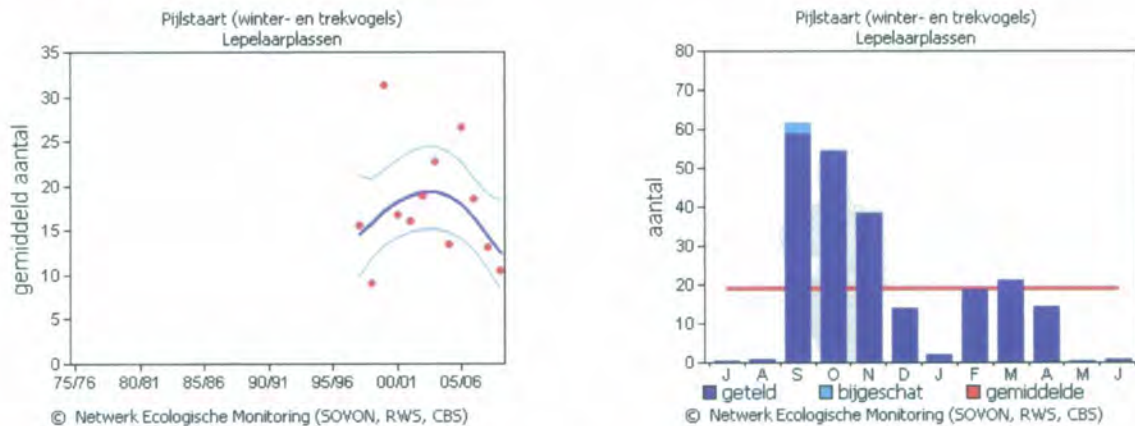 Pijlstaart (winter- en trekvogels)
Lepelaarplassen
gemiddeld aantal
35
30
25
20
15
10
5
0
75/76 80/81 85/86 90/91 95/96 00/01 05/06
© Netwerk Ecologische Monitoring (SOVON, RWS, CBS)
Pijlstaart (winter- en trekvogels)
Lepelaarplassen
aantal
80
70
60
50
40
30
20
10
0
J A S O N D J F M A M J
geteld bijgeschat gemiddelde
© Netwerk Ecologische Monitoring (SOVON, RWS, CBS)